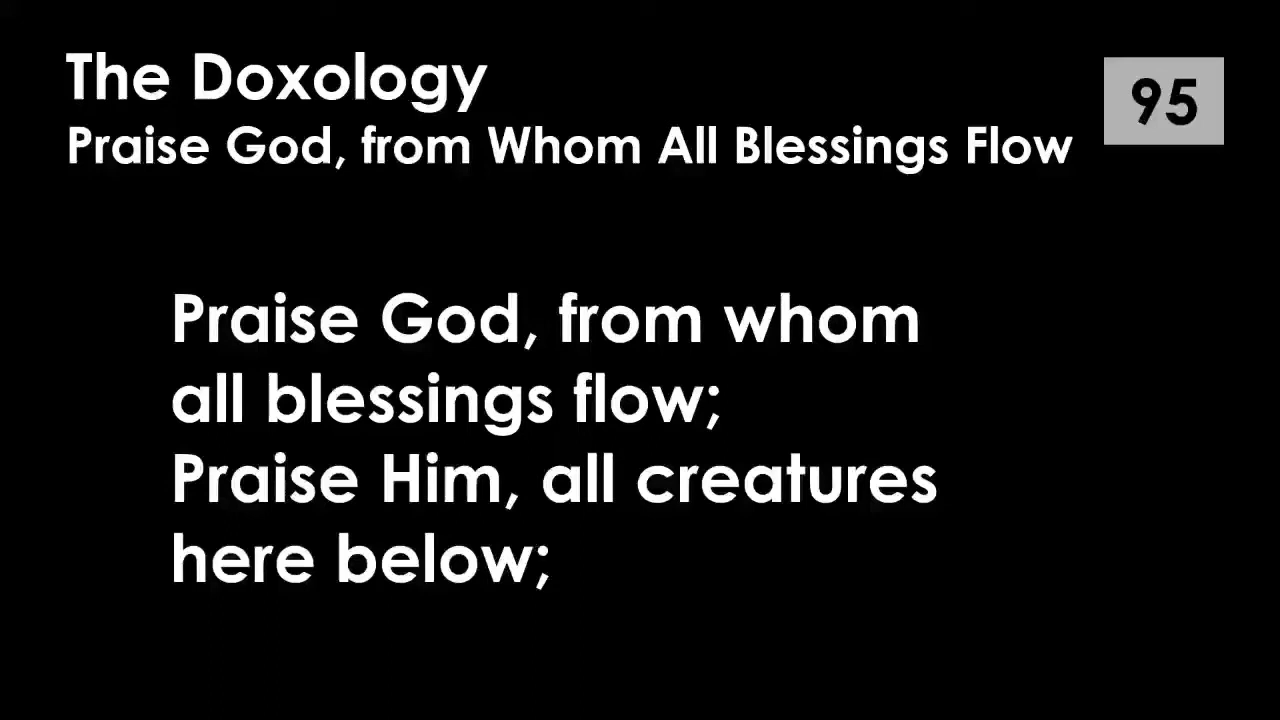 The Doxology
95
Praise God, from Whom All Blessings Flow
Praise God, from whom
all blessings flow;
Praise Him, all creatures
here below;